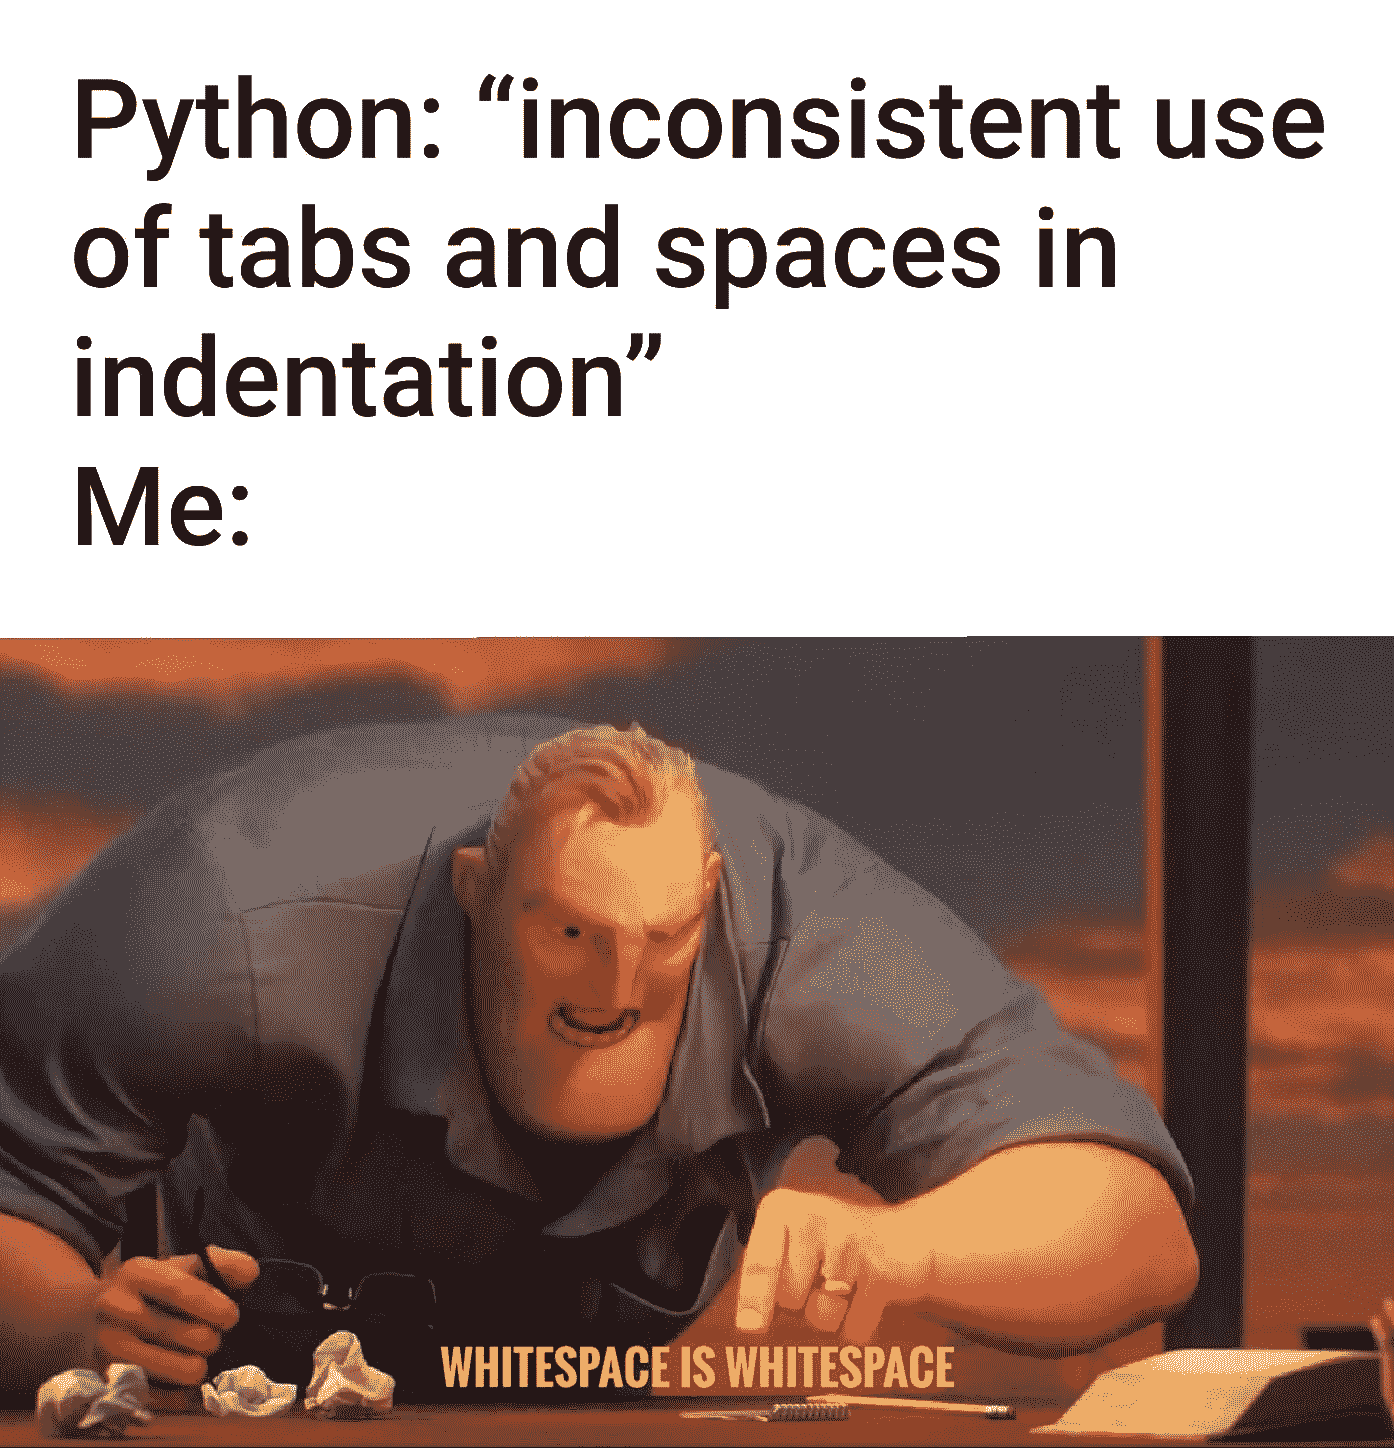 Python: “inconsistent use
of tabs and spaces in
indentation”
Me:
WHITESPACE IS WHITESPACE